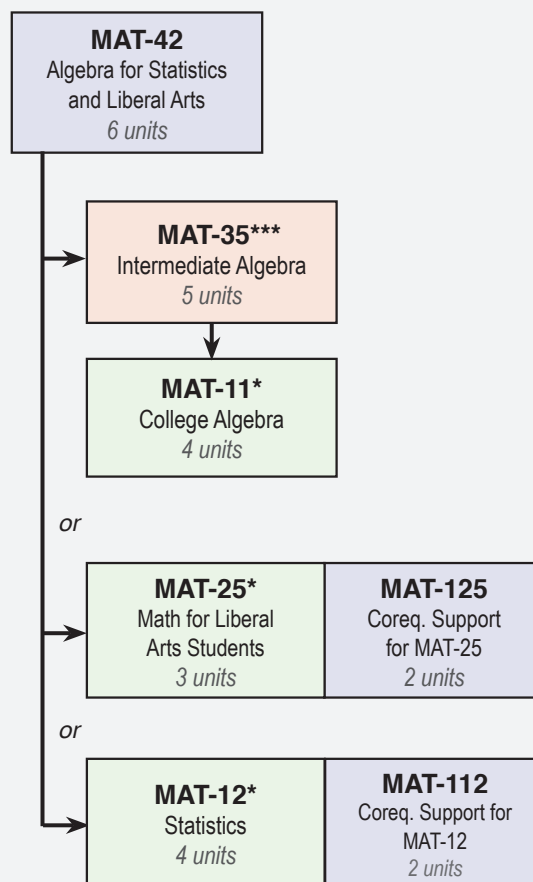 MAT-42
Algebra for Statistics
and Liberal Arts
6 units
MAT-35***
Intermediate Algebra
5 units
MAT-11*
College Algebra
4 units
or
MAT-25*
Math for Liberal
Arts Students
3 units
MAT-125
Coreq. Support
for MAT-25
2 units
or
MAT-12*
Statistics
4 units
MAT-112
Coreq. Support for
MAT-12
2 units